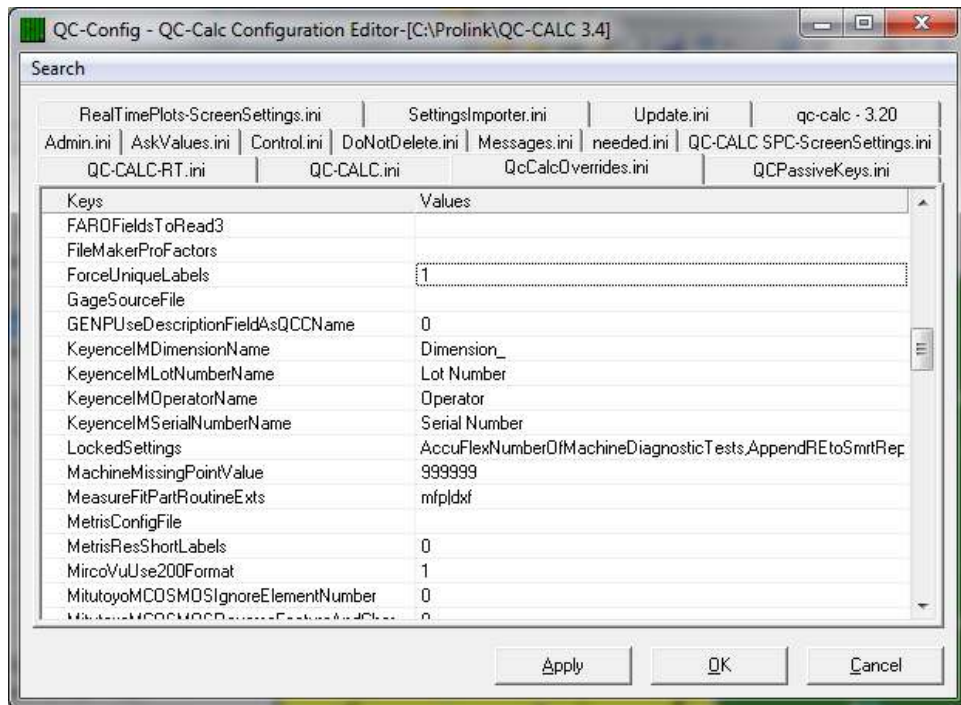 QC-Config - QC-Calc Configuration Editor-[C:\Prolink\QC-CALC 3.4]
Search
RealTimePlots-ScreenSettings.ini SettingsImporter.ini Update.ini qc-calc - 3.20
Admin.ini AskValues.ini Control.ini DoNotDelete.ini Messages.ini needed.ini QC-CALC SPC-ScreenSettings.ini
QC-CALC-RT.ini QC-CALC.ini QcCalcOverrides.ini QCPassiveKeys.ini
Keys Values
FAROFieldsToRead3
FileMakerProFactors
ForceUniqueLabels 1
GageSourceFile
GENPUseDescriptionFieldAsQCCName 0
KeyenceIMDimensionName Dimension_
KeyenceIMLotNumberName Lot Number
KeyenceIMOperatorName Operator
KeyenceIMSerialNumberName Serial Number
LockedSettings AccuFlexNumberOfMachineDiagnosticTests,AppendREtoSmrtRep
MachineMissingPointValue 999999
MeasureFitPartRoutineExts mfp|dxf
MetrisConfigFile
MetrisResShortLabels 0
MircoVuUse200Format 1
MitutoyoMCOSMOSIgnoreElementNumber 0
Apply OK Cancel